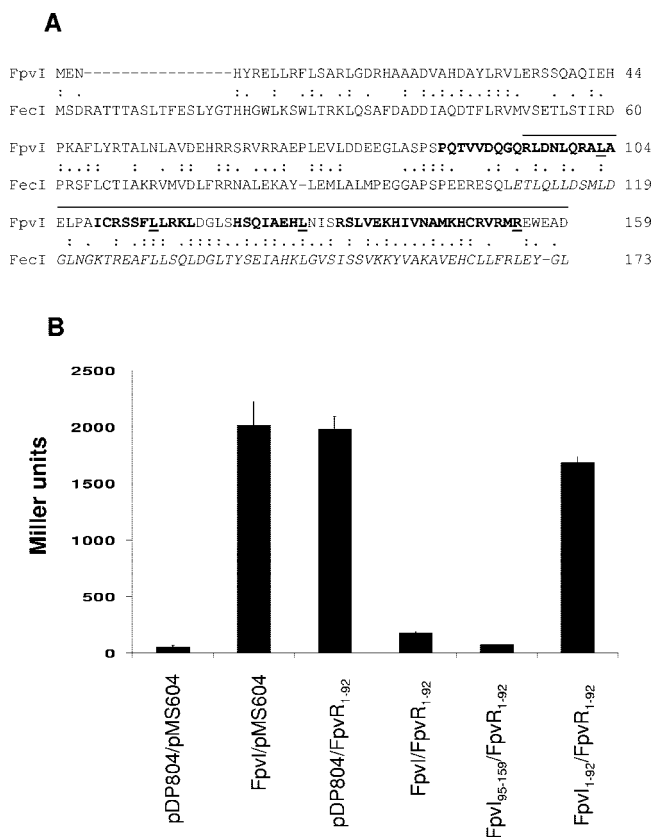 A
FpvI MEN----------------HYRELLRFLSARLGDRHAAADVAHDAYLRVLERSSQAQIEH 44
FecI MSDRATTTASLTFESLYGTHHGWLKSWLTRKLQSAFDADDIAQDTFLRVMVSETLSTIRD 60
FpvI PKAFLYRTALNLAVDEHRRSRVRRAEPLEVLDDEEGLASPSPQTVVDQGQRLDNLQRALA 104
FecI PRSFLCTIAKRVMVDLFRRNALEKAY-LEMLALMPEGGAPSPEERESQLETLQLLDSMLD 119
FpvI ELPAICRSSFLLRKLDGLSHSQIAEHLNISRSLVEKHIVNAMKHCRVRMREWEAD 159
FecI GLNGKTREAFLLSQLDGLTYSEIAHKLGVSISSVKKYVAKAVEHCLLFRLEY-GL 173
B
Miller units
2500
2000
1500
1000
500
0
pDP804/pMS604
FpvI/pMS604
pDP804/FpvR1-92
FpvI/FpvR1-92
FpvI95-159/FpvR1-92
FpvI1-92/FpvR1-92